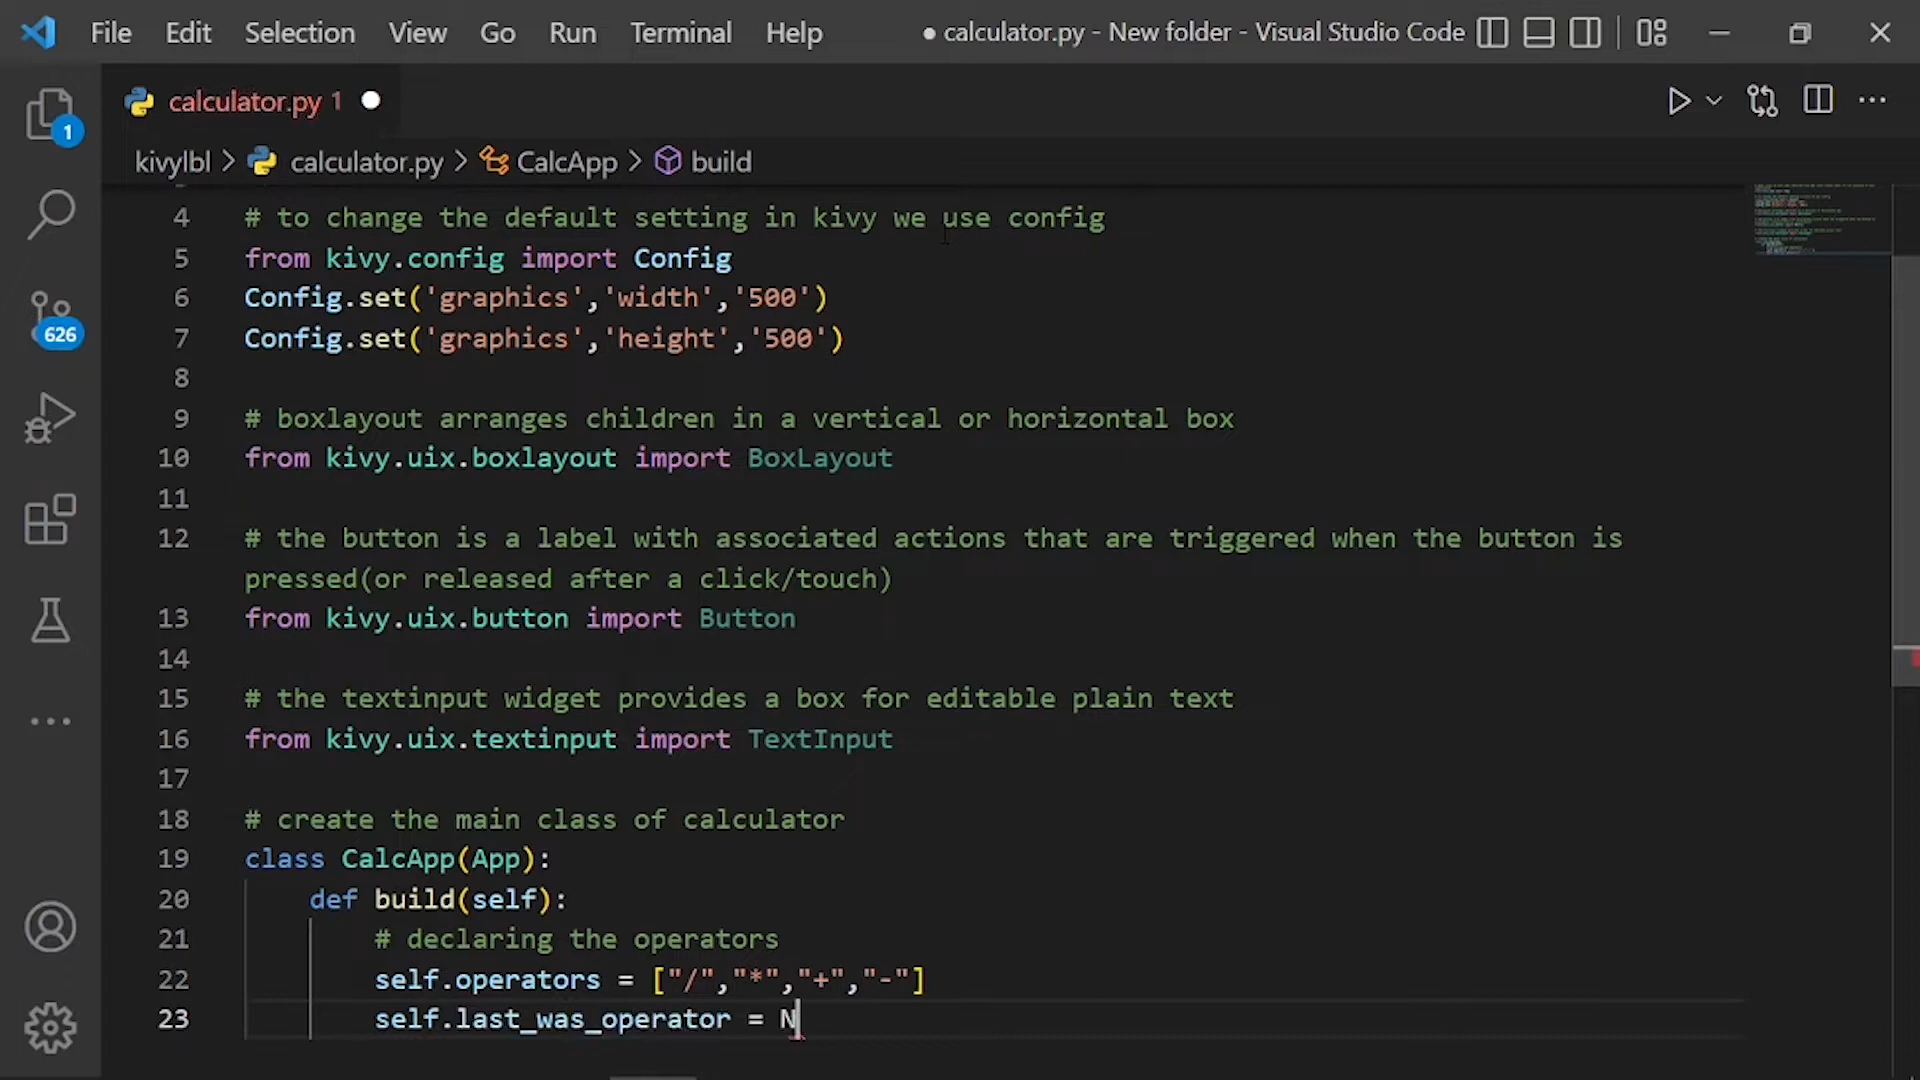 File Edit Selection View Go Run Terminal Help ● calculator.py - New folder - Visual Studio Code
1
calculator.py 1
kivylbl > calculator.py > CalcApp > build
626
4 # to change the default setting in kivy we use config
5 from kivy.config import Config
6 Config.set('graphics','width','500')
7 Config.set('graphics','height','500')
8
9 # boxlayout arranges children in a vertical or horizontal box
10 from kivy.uix.boxlayout import BoxLayout
11
12 # the button is a label with associated actions that are triggered when the button is
pressed(or released after a click/touch)
13 from kivy.uix.button import Button
14
15 # the textinput widget provides a box for editable plain text
16 from kivy.uix.textinput import TextInput
17
18 # create the main class of calculator
19 class CalcApp(App):
20 def build(self):
21 # declaring the operators
22 self.operators = ["/","*","+","-"]
23 self.last_was_operator = N